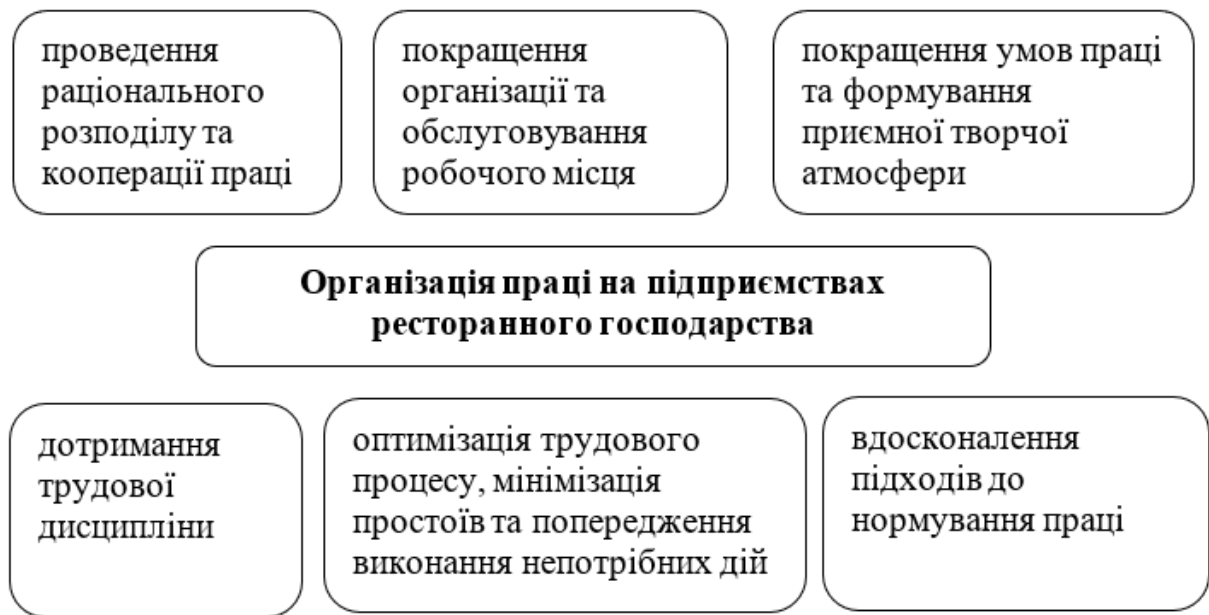 проведення
раціонального
розподілу та
кооперації праці
покращення
організації та
обслуговування
робочого місця
покращення умов праці
та формування
приємної творчої
атмосфери
Організація праці на підприємствах
ресторанного господарства
дотримання
трудової
дисципліни
оптимізація трудового
процесу, мінімізація
простоїв та попередження
виконання непотрібних дій
вдосконалення
підходів до
нормування праці